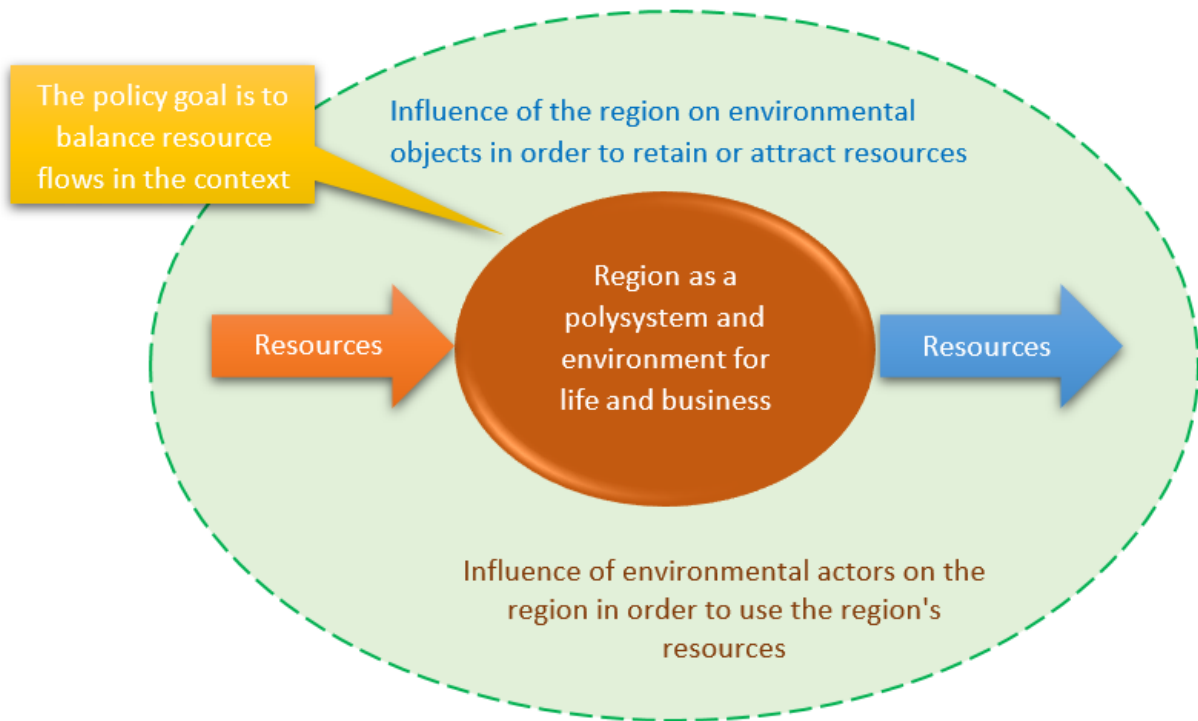 The policy goal is to
balance resource
flows in the context
Influence of the region on environmental
objects in order to retain or attract resources
Region as a
polysystem and
environment for
life and business
Resources
Resources
Influence of environmental actors on the
region in order to use the region's
resources